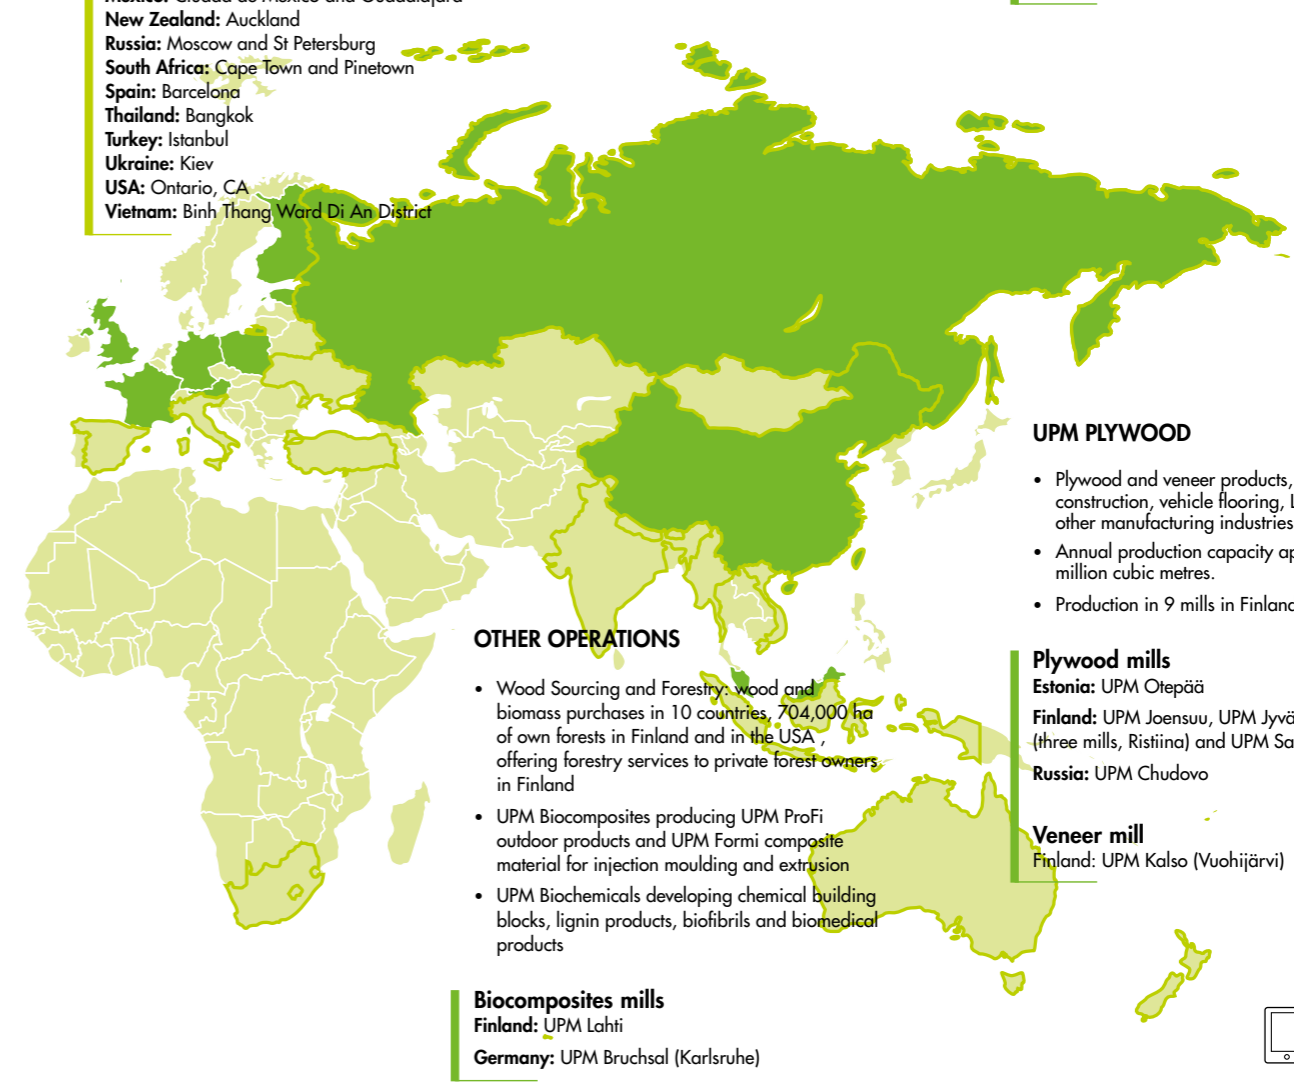 Mexico: Ciudad de México and Guadalajara
New Zealand: Auckland
Russia: Moscow and St Petersburg
South Africa: Cape Town and Pinetown
Spain: Barcelona
Thailand: Bangkok
Turkey: Istanbul
Ukraine: Kiev
USA: Ontario, CA
Vietnam: Binh Thang Ward Di An District
OTHER OPERATIONS
• Wood Sourcing and Forestry: wood and
biomass purchases in 10 countries, 704,000 ha
of own forests in Finland and in the USA ,
offering forestry services to private forest owners
in Finland
• UPM Biocomposites producing UPM ProFi
outdoor products and UPM Formi composite
material for injection moulding and extrusion
• UPM Biochemicals developing chemical building
blocks, lignin products, biofibrils and biomedical
products
Biocomposites mills
Finland: UPM Lahti
Germany: UPM Bruchsal (Karlsruhe)
UPM PLYWOOD
• Plywood and veneer products,
construction, vehicle flooring,
other manufacturing industries
• Annual production capacity
million cubic metres.
• Production in 9 mills in Finland
Plywood mills
Estonia: UPM Otepää
Finland: UPM Joensuu, UPM
(three mills, Ristiina) and UPM
Russia: UPM Chudovo
Veneer mill
Finland: UPM Kalso (Vuohijärvi)